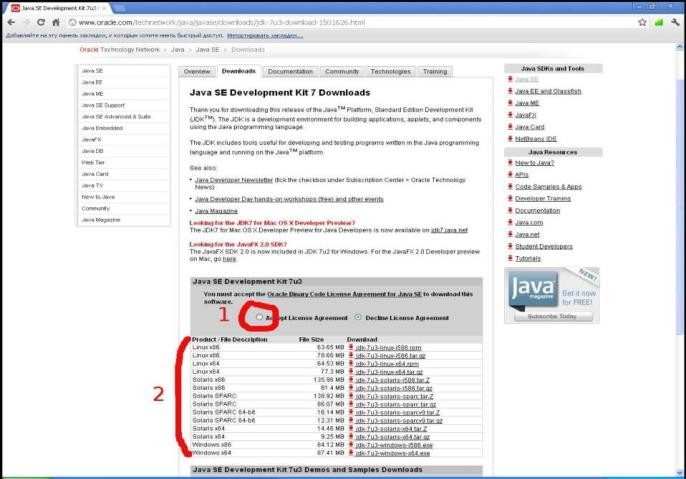 Java SE Development Kit 7u3
www.oracle.com/technetwork/java/javase/downloads/jdk-7u3-download-1501626.html
Добавляйте на эту панель закладки, к которым хотите иметь быстрый доступ. Импортировать закладки...
Oracle Technology Network > Java > Java SE > Downloads
Java SE
Java EE
Java ME
Java SE Support
Java SE Advanced & Suite
Java Embedded
JavaFX
Java DB
Web Tier
Java Card
Java TV
New to Java
Community
Java Magazine
Overview Downloads Documentation Community Technologies Training
Java SE Development Kit 7 Downloads
Thank you for downloading this release of the Java™ Platform, Standard Edition Development Kit
(JDK™). The JDK is a development environment for building applications, applets, and components
using the Java programming language.
The JDK includes tools useful for developing and testing programs written in the Java programming
language and running on the Java™ platform.
See also:
• Java Developer Newsletter (tick the checkbox under Subscription Center > Oracle Technology
News)
• Java Developer Day hands-on workshops (free) and other events
• Java Magazine
Looking for the JDK7 for Mac OS X Developer Preview?
The JDK7 for Mac OS X Developer Preview for Java Developers is now available on jdk7.java.net
Looking for the JavaFX 2.0 SDK?
The JavaFX SDK 2.0 is now included in JDK 7u2 for Windows. For the JavaFX 2.0 Developer preview
on Mac, go here.
Java SE Development Kit 7u3
You must accept the Oracle Binary Code License Agreement for Java SE to download this
software.
1
Accept License Agreement Decline License Agreement
2
Product / File Description File Size Download
Linux x86 63.65 MB jdk-7u3-linux-i586.rpm
Linux x86 78.66 MB jdk-7u3-linux-i586.tar.gz
Linux x64 64.53 MB jdk-7u3-linux-x64.rpm
Linux x64 77.3 MB jdk-7u3-linux-x64.tar.gz
Solaris x86 135.96 MB jdk-7u3-solaris-i586.tar.Z
Solaris x86 81.4 MB jdk-7u3-solaris-i586.tar.gz
Solaris SPARC 138.92 MB jdk-7u3-solaris-sparc.tar.Z
Solaris SPARC 86.07 MB jdk-7u3-solaris-sparc.tar.gz
Solaris SPARC 64-bit 16.14 MB jdk-7u3-solaris-sparcv9.tar.Z
Solaris SPARC 64-bit 12.31 MB jdk-7u3-solaris-sparcv9.tar.gz
Solaris x64 14.46 MB jdk-7u3-solaris-x64.tar.Z
Solaris x64 9.25 MB jdk-7u3-solaris-x64.tar.gz
Windows x86 84.12 MB jdk-7u3-windows-i586.exe
Windows x64 87.41 MB jdk-7u3-windows-x64.exe
Java SE Development Kit 7u3 Demos and Samples Downloads
Java SDKs and Tools
Java SE
Java EE and Glassfish
Java ME
JavaFX
Java Card
NetBeans IDE
Java Resources
New to Java?
APIs
Code Samples & Apps
Developer Training
Documentation
Java.com
Java.net
Student Developers
Tutorials
NEW!
Java
magazine
Get it now
for FREE!
Subscribe Today